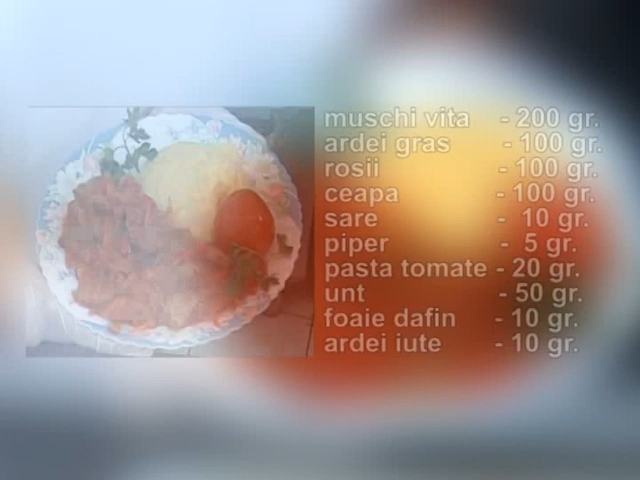 muschi vita - 200 gr.
ardei gras - 100 gr.
rosii - 100 gr.
ceapa - 100 gr.
sare - 10 gr.
piper - 5 gr.
pasta tomate - 20 gr.
unt - 50 gr.
foaie dafin - 10 gr.
ardei iute - 10 gr.